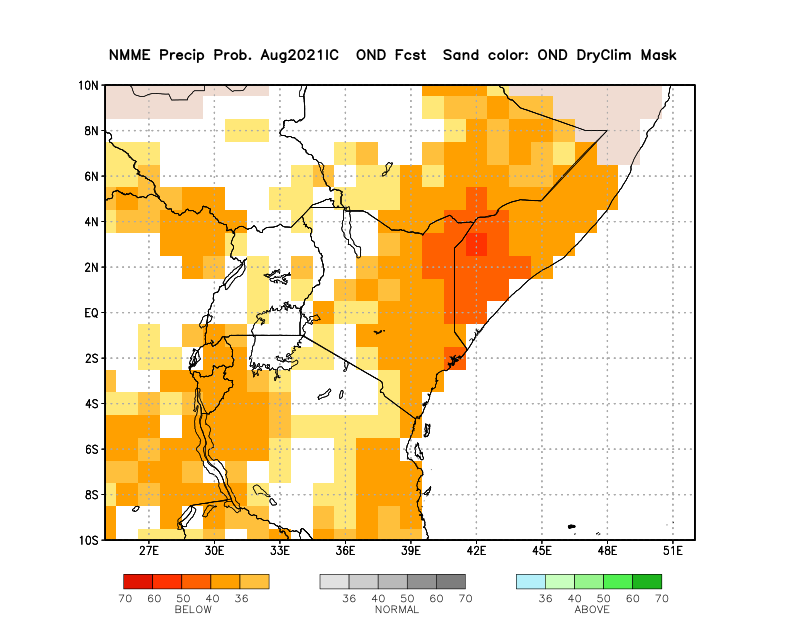 NMME Precip Prob. Aug2021IC OND Fcst Sand color: OND DryClim Mask
10N
8N
6N
4N
2N
EQ
2S
4S
6S
8S
10S
27E 30E 33E 36E 39E 42E 45E 48E 51E
70 60 50 40 36 36 40 50 60 70 36 40 50 60 70
BELOW NORMAL ABOVE